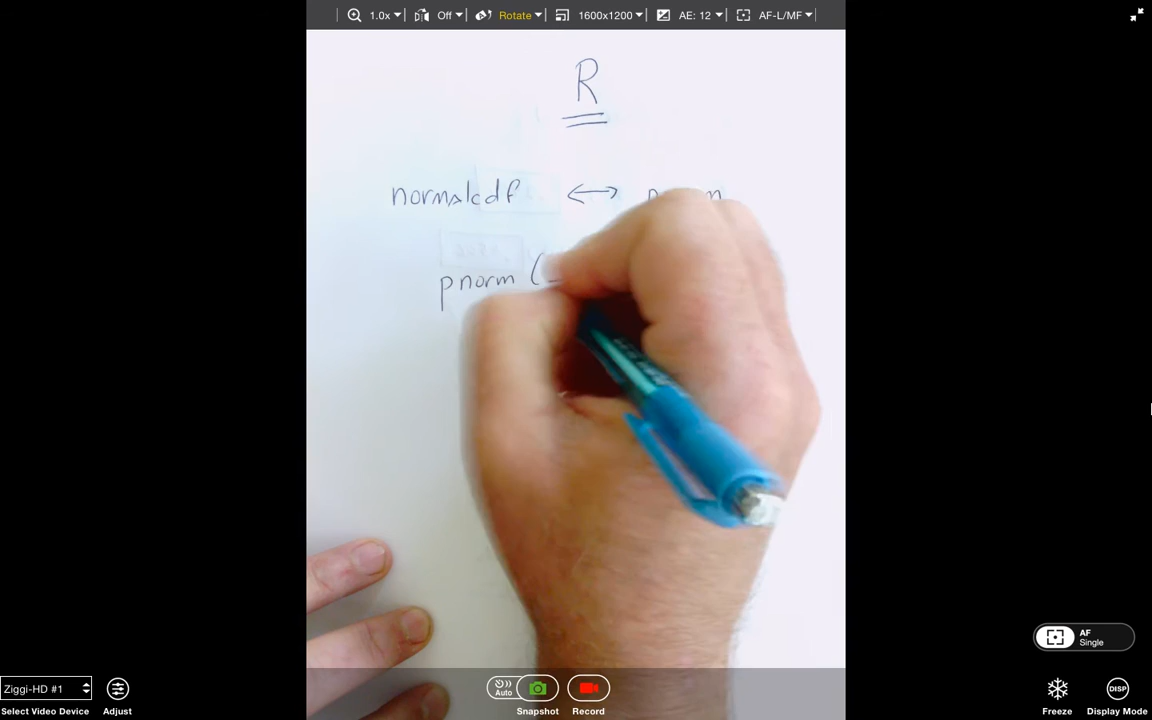 1.0x Off Rotate 1600x1200 AE: 12 AF-L/MF
R
normalcdf ↔
pnorm (
AF
Single
Ziggi-HD #1
Auto
Select Video Device Adjust Snapshot Record Freeze DISP Display Mode